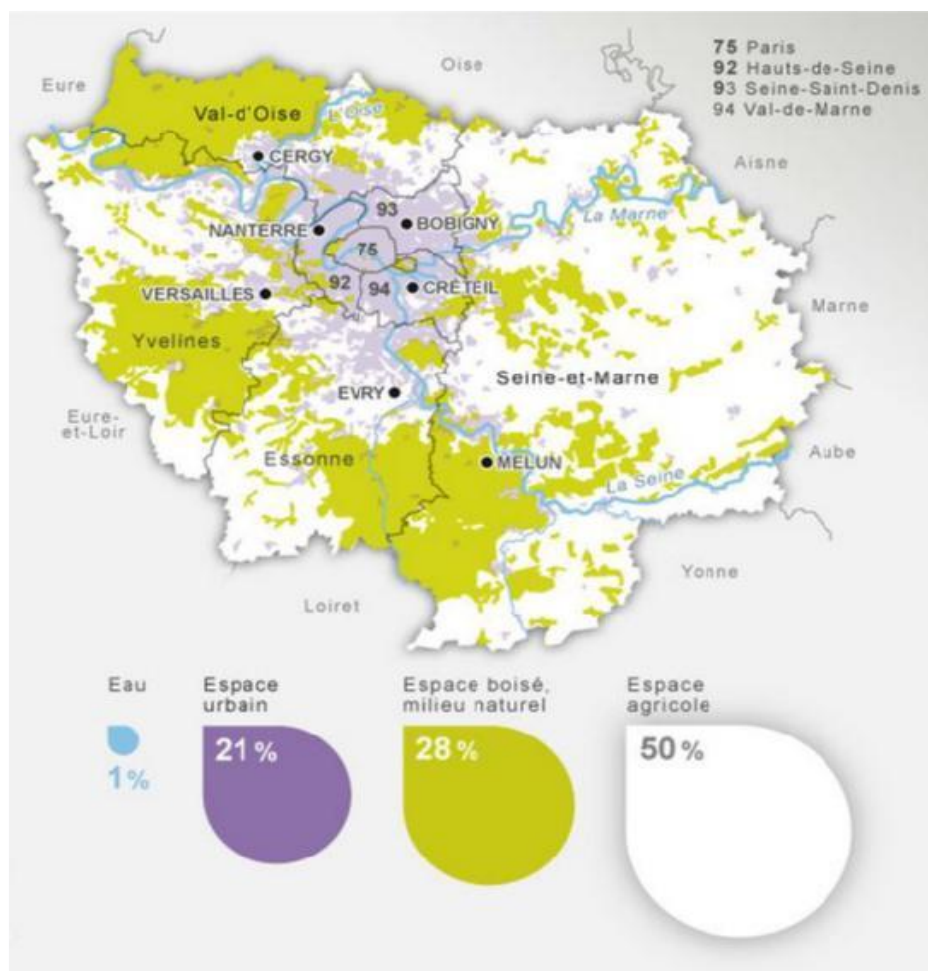 75 Paris
92 Hauts-de-Seine
93 Seine-Saint-Denis
94 Val-de-Marne
Oise
Eure
Val-d'Oise
L'Oise
CERGY
Aisne
93
La Marne
NANTERRE
BOBIGNY
75
92
94
CRÉTEIL
VERSAILLES
Marne
Yvelines
Seine-et-Marne
EVRY
Eure-
et-Loir
Essonne
MELUN
Aube
La Seine
Yonne
Loiret
Eau
1%
Espace
urbain
21%
Espace boisé,
milieu naturel
28%
Espace
agricole
50%